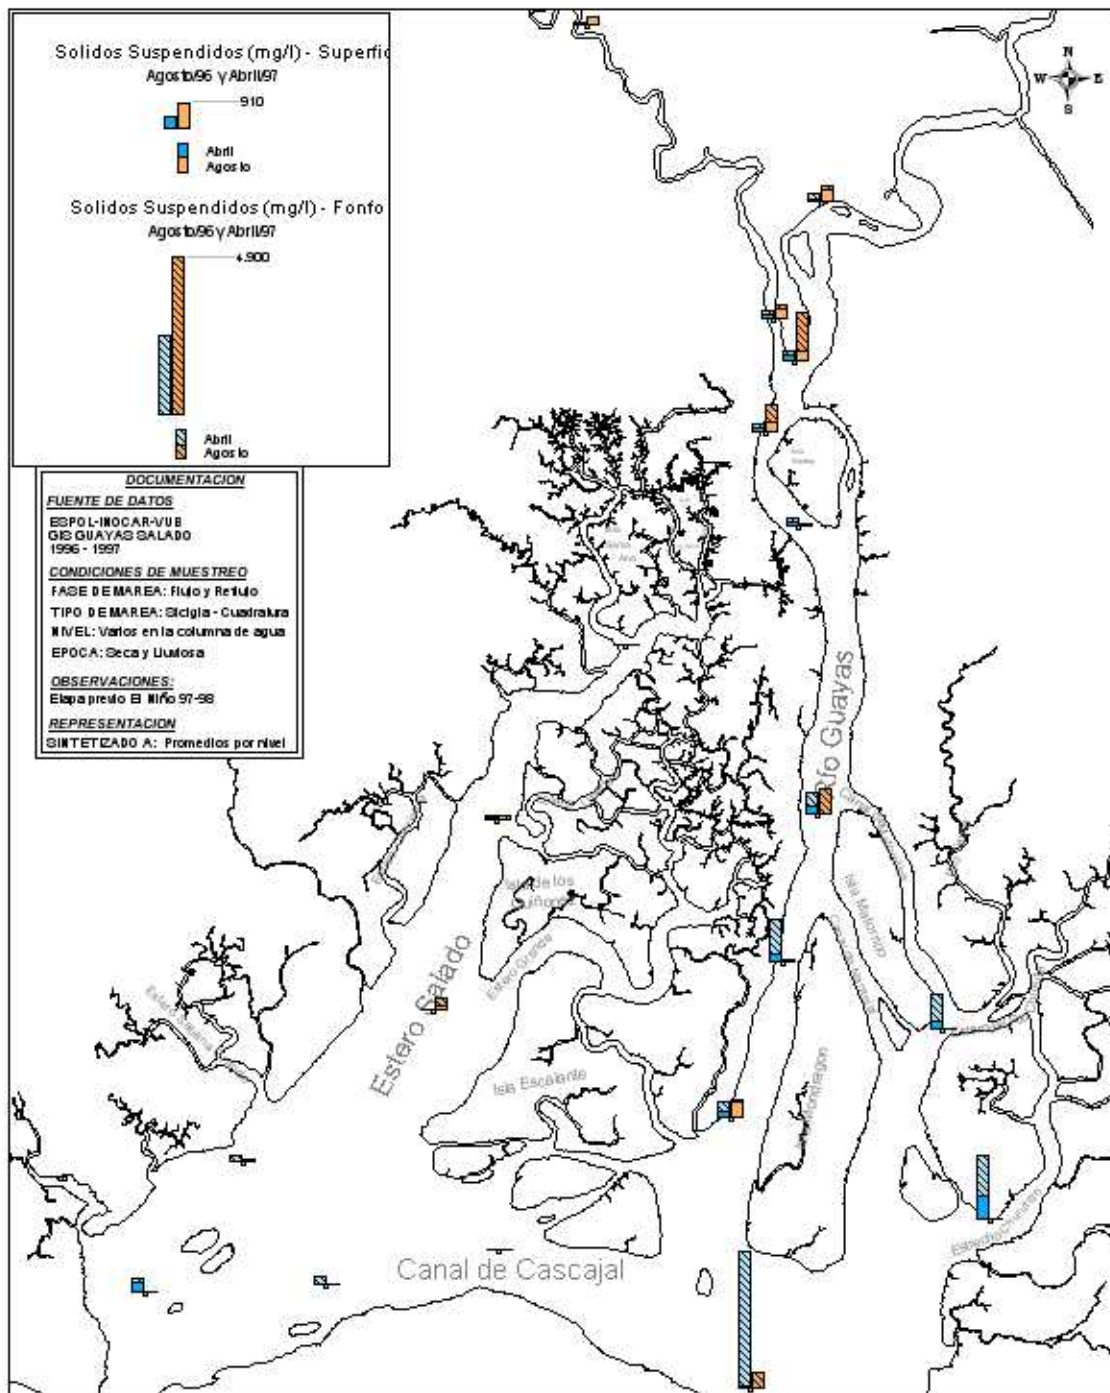 Solidos Suspendidos (mg/l) - Superfic
Agosto/96 y Abril/97
910
Abril
Agosto
Solidos Suspendidos (mg/l) - Fonfo
Agosto/96 y Abril/97
4.900
Abril
Agosto
DOCUMENTACION
FUENTE DE DATOS
ESPOL-INOCAR-VUB
GIS GUAYAS SALADO
1996 - 1997
CONDICIONES DE MUESTREO
FASE DE MAREA: Flujo y Reflujo
TIPO DE MAREA: Sicigia - Cuadratura
NIVEL: Varios en la columna de agua
EPOCA: Seca y Lluviosa
OBSERVACIONES:
Etapa previo El Niño 97-98
REPRESENTACION
SINTETIZADO A: Promedios por nivel
N
W E
S
Río Guayas
Isla de los
Quiñonez
Isla Matorrillo
Estero Grande
Estero Salado
Isla Escalante
Isla Mondragon
Canal de Cascajal